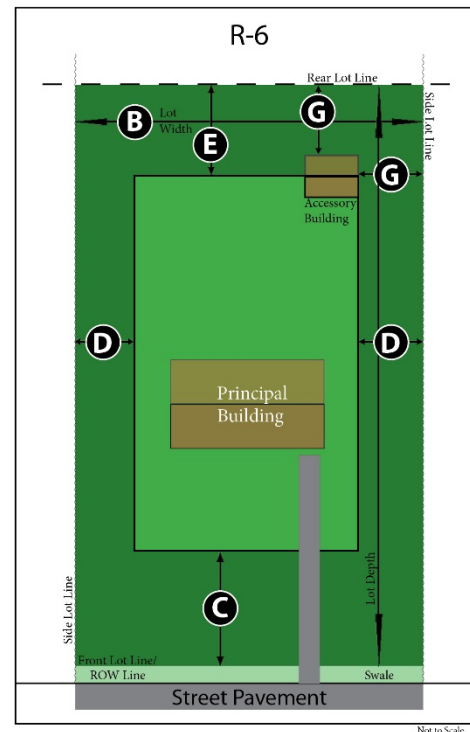 R-6
Rear Lot Line
Side Lot Line
B
Lot
Width
E
G
G
Accessory
Building
D
D
Principal
Building
C
Lot Depth
Side Lot Line
Front Lot Line/
ROW Line
Swale
Street Pavement
Not to Scale